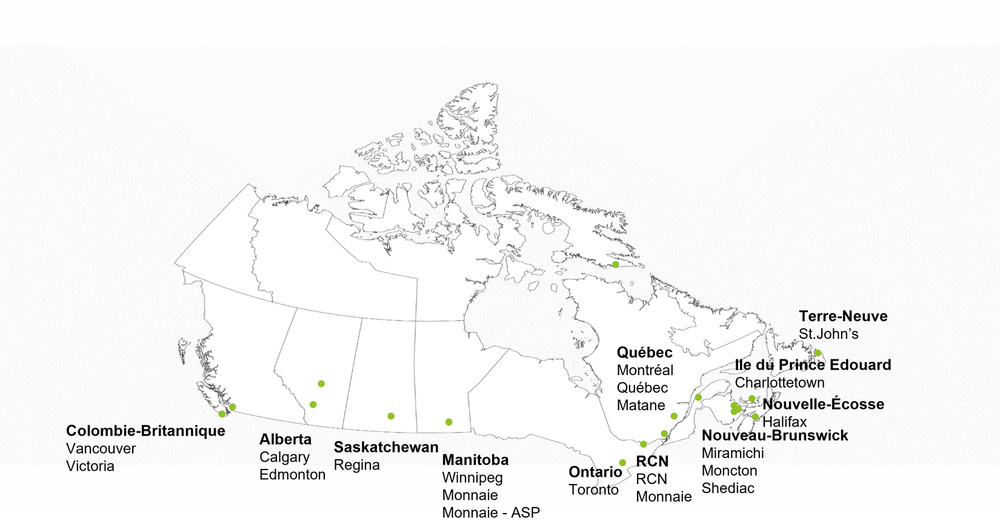 Terre-Neuve
St.John's
Québec
Montréal
Québec
Matane
Ile du Prince Edouard
Charlottetown
Nouvelle-Écosse
Halifax
Colombie-Britannique
Vancouver
Victoria
Alberta
Calgary
Edmonton
Saskatchewan
Regina
Manitoba
Winnipeg
Monnaie
Monnaie - ASP
Ontario
Toronto
RCN
RCN
Monnaie
Nouveau-Brunswick
Miramichi
Moncton
Shediac